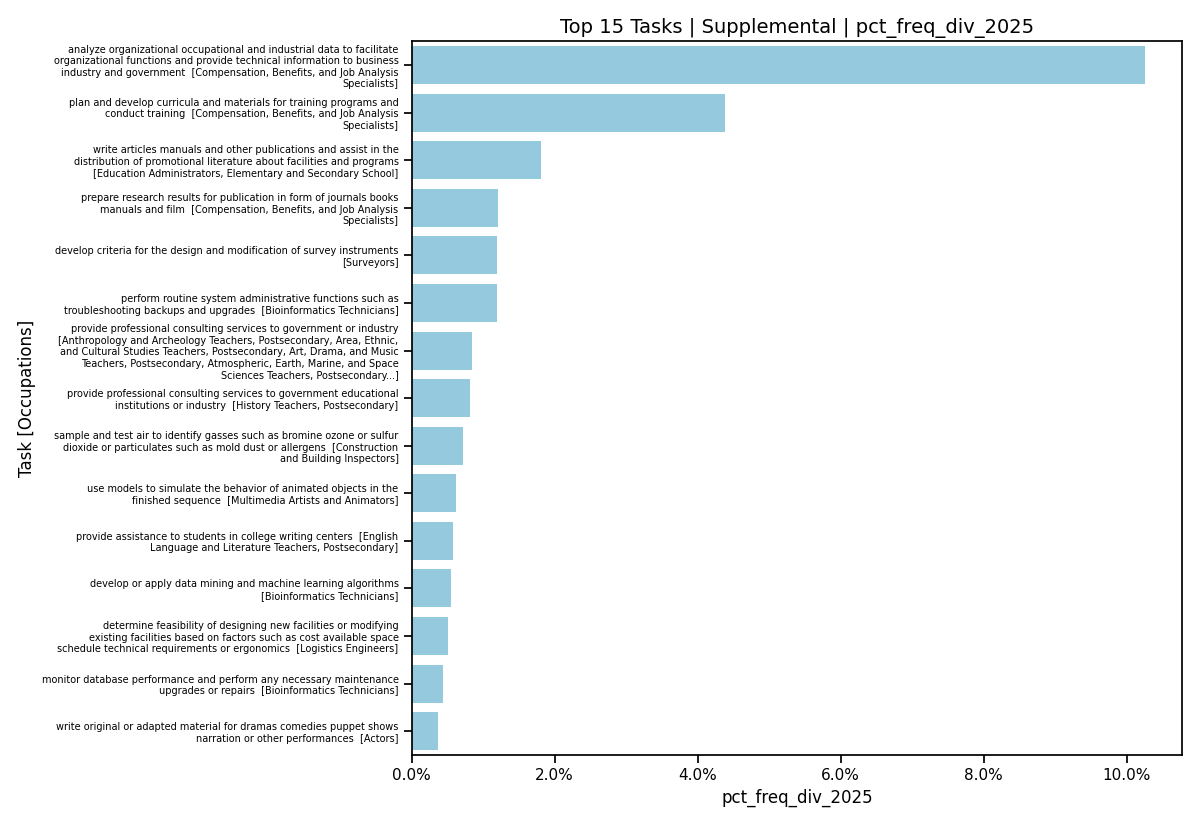 Top 15 Tasks | Supplemental | pct_freq_div_2025
analyze organizational occupational and industrial data to facilitate
organizational functions and provide technical information to business
industry and government  [Compensation, Benefits, and Job Analysis
Specialists]
plan and develop curricula and materials for training programs and
conduct training  [Compensation, Benefits, and Job Analysis
Specialists]
write articles manuals and other publications and assist in the
distribution of promotional literature about facilities and programs
[Education Administrators, Elementary and Secondary School]
prepare research results for publication in form of journals books
manuals and film  [Compensation, Benefits, and Job Analysis
Specialists]
develop criteria for the design and modification of survey instruments
[Surveyors]
perform routine system administrative functions such as
troubleshooting backups and upgrades  [Bioinformatics Technicians]
provide professional consulting services to government or industry
[Anthropology and Archeology Teachers, Postsecondary, Area, Ethnic,
and Cultural Studies Teachers, Postsecondary, Art, Drama, and Music
Teachers, Postsecondary, Atmospheric, Earth, Marine, and Space
Sciences Teachers, Postsecondary...]
provide professional consulting services to government educational
institutions or industry  [History Teachers, Postsecondary]
sample and test air to identify gasses such as bromine ozone or sulfur
dioxide or particulates such as mold dust or allergens  [Construction
and Building Inspectors]
use models to simulate the behavior of animated objects in the
finished sequence  [Multimedia Artists and Animators]
provide assistance to students in college writing centers  [English
Language and Literature Teachers, Postsecondary]
develop or apply data mining and machine learning algorithms
[Bioinformatics Technicians]
determine feasibility of designing new facilities or modifying
existing facilities based on factors such as cost available space
schedule technical requirements or ergonomics  [Logistics Engineers]
monitor database performance and perform any necessary maintenance
upgrades or repairs  [Bioinformatics Technicians]
write original or adapted material for dramas comedies puppet shows
narration or other performances  [Actors]
Task [Occupations]
0.0% 2.0% 4.0% 6.0% 8.0% 10.0%
pct_freq_div_2025